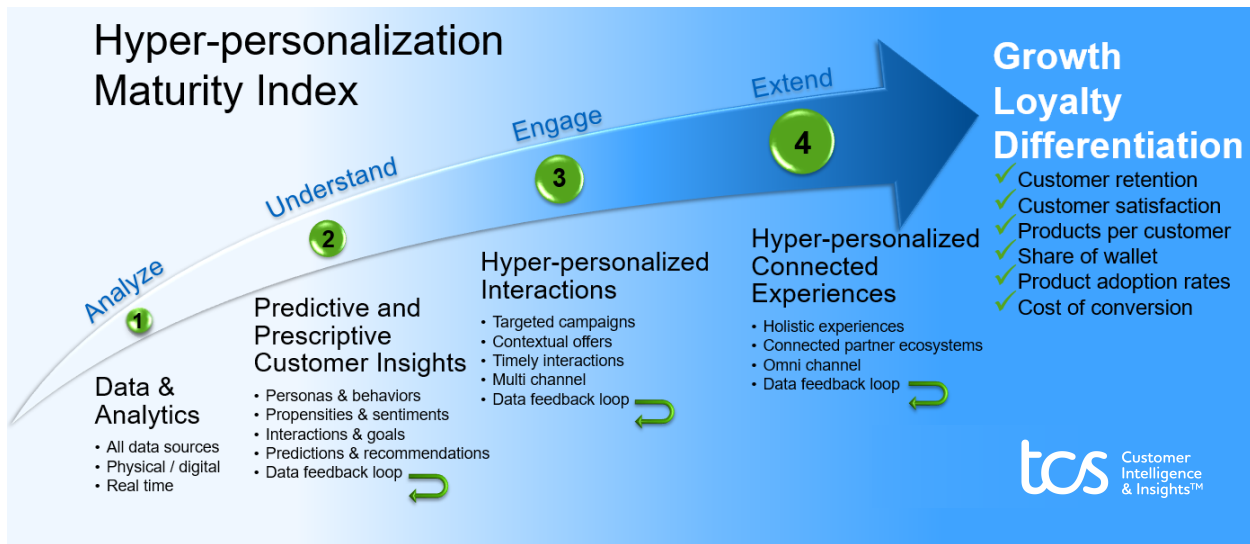 Hyper-personalization
Maturity Index
Analyze
1
Data &
Analytics
• All data sources
• Physical / digital
• Real time
Understand
2
Predictive and
Prescriptive
Customer Insights
• Personas & behaviors
• Propensities & sentiments
• Interactions & goals
• Predictions & recommendations
• Data feedback loop
Engage
3
Hyper-personalized
Interactions
• Targeted campaigns
• Contextual offers
• Timely interactions
• Multi channel
• Data feedback loop
Extend
4
Hyper-personalized
Connected
Experiences
• Holistic experiences
• Connected partner ecosystems
• Omni channel
• Data feedback loop
Growth
Loyalty
Differentiation
✓ Customer retention
✓ Customer satisfaction
✓ Products per customer
✓ Share of wallet
✓ Product adoption rates
✓ Cost of conversion
tcs
Customer
Intelligence
& Insights™